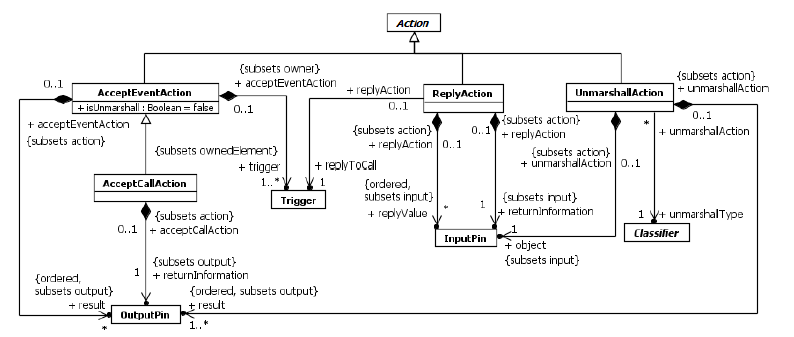 Action
{subsets owner}
+ acceptEventAction
0..1
AcceptEventAction
+ isUnmarshall : Boolean = false
0..1
+ replyAction
0..1
ReplyAction
UnmarshallAction
{subsets action}
+ unmarshallAction
0..1
+ acceptEventAction
{subsets action}
{subsets action}
+ replyAction
0..1
0..1
{subsets action}
+ replyAction
*
+ unmarshallAction
{subsets action}
+ unmarshallAction
0..1
{subsets ownedElement}
+ trigger
1..*
+ replyToCall
1
Trigger
AcceptCallAction
{ordered,
subsets input}
+ replyValue
*
1
{subsets input}
+ returnInformation
0..1
{subsets action}
+ acceptCallAction
1
+ unmarshallType
Classifier
InputPin
1
+ object
{subsets input}
1
{subsets output}
+ returnInformation
{ordered,
subsets output}
+ result
*
{ordered, subsets output}
+ result
1..*
OutputPin